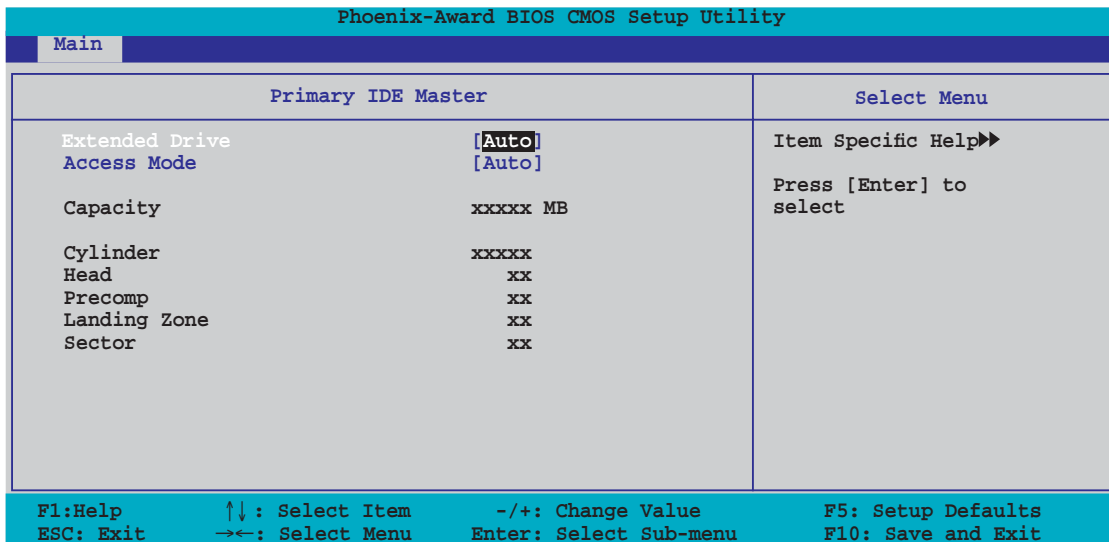 Phoenix-Award BIOS CMOS Setup Utility
Main
Primary IDE Master
Select Menu
Extended Drive [Auto]
Access Mode [Auto]
Capacity xxxxx MB
Cylinder xxxxx
Head xx
Precomp xx
Landing Zone xx
Sector xx
Item Specific Help▶▶
Press [Enter] to
select
F1:Help ↑↓: Select Item -/+: Change Value F5: Setup Defaults
ESC: Exit →←: Select Menu Enter: Select Sub-menu F10: Save and Exit